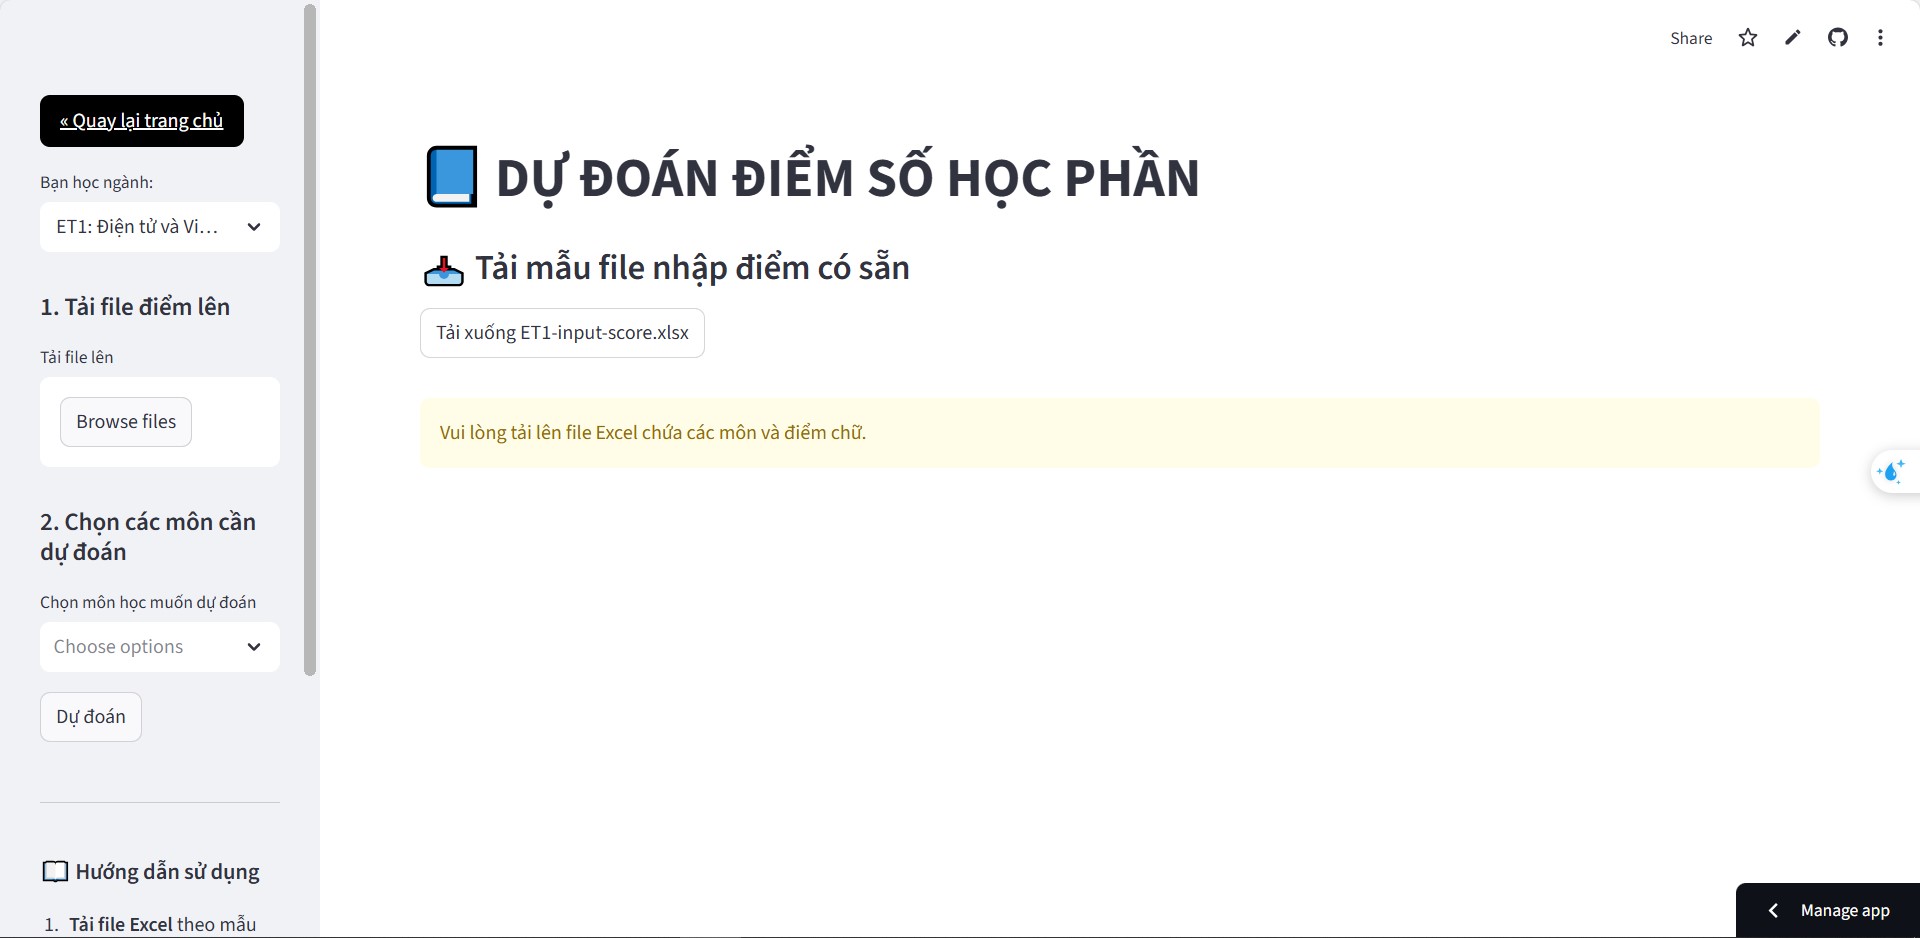 Share
« Quay lại trang chủ
Bạn học ngành:
ET1: Điện tử và Vi...
1. Tải file điểm lên
Tải file lên
Browse files
2. Chọn các môn cần
dự đoán
Chọn môn học muốn dự đoán
Choose options
Dự đoán
Hướng dẫn sử dụng
1. Tải file Excel theo mẫu
DỰ ĐOÁN ĐIỂM SỐ HỌC PHẦN
Tải mẫu file nhập điểm có sẵn
Tải xuống ET1-input-score.xlsx
Vui lòng tải lên file Excel chứa các môn và điểm chữ.
Manage app